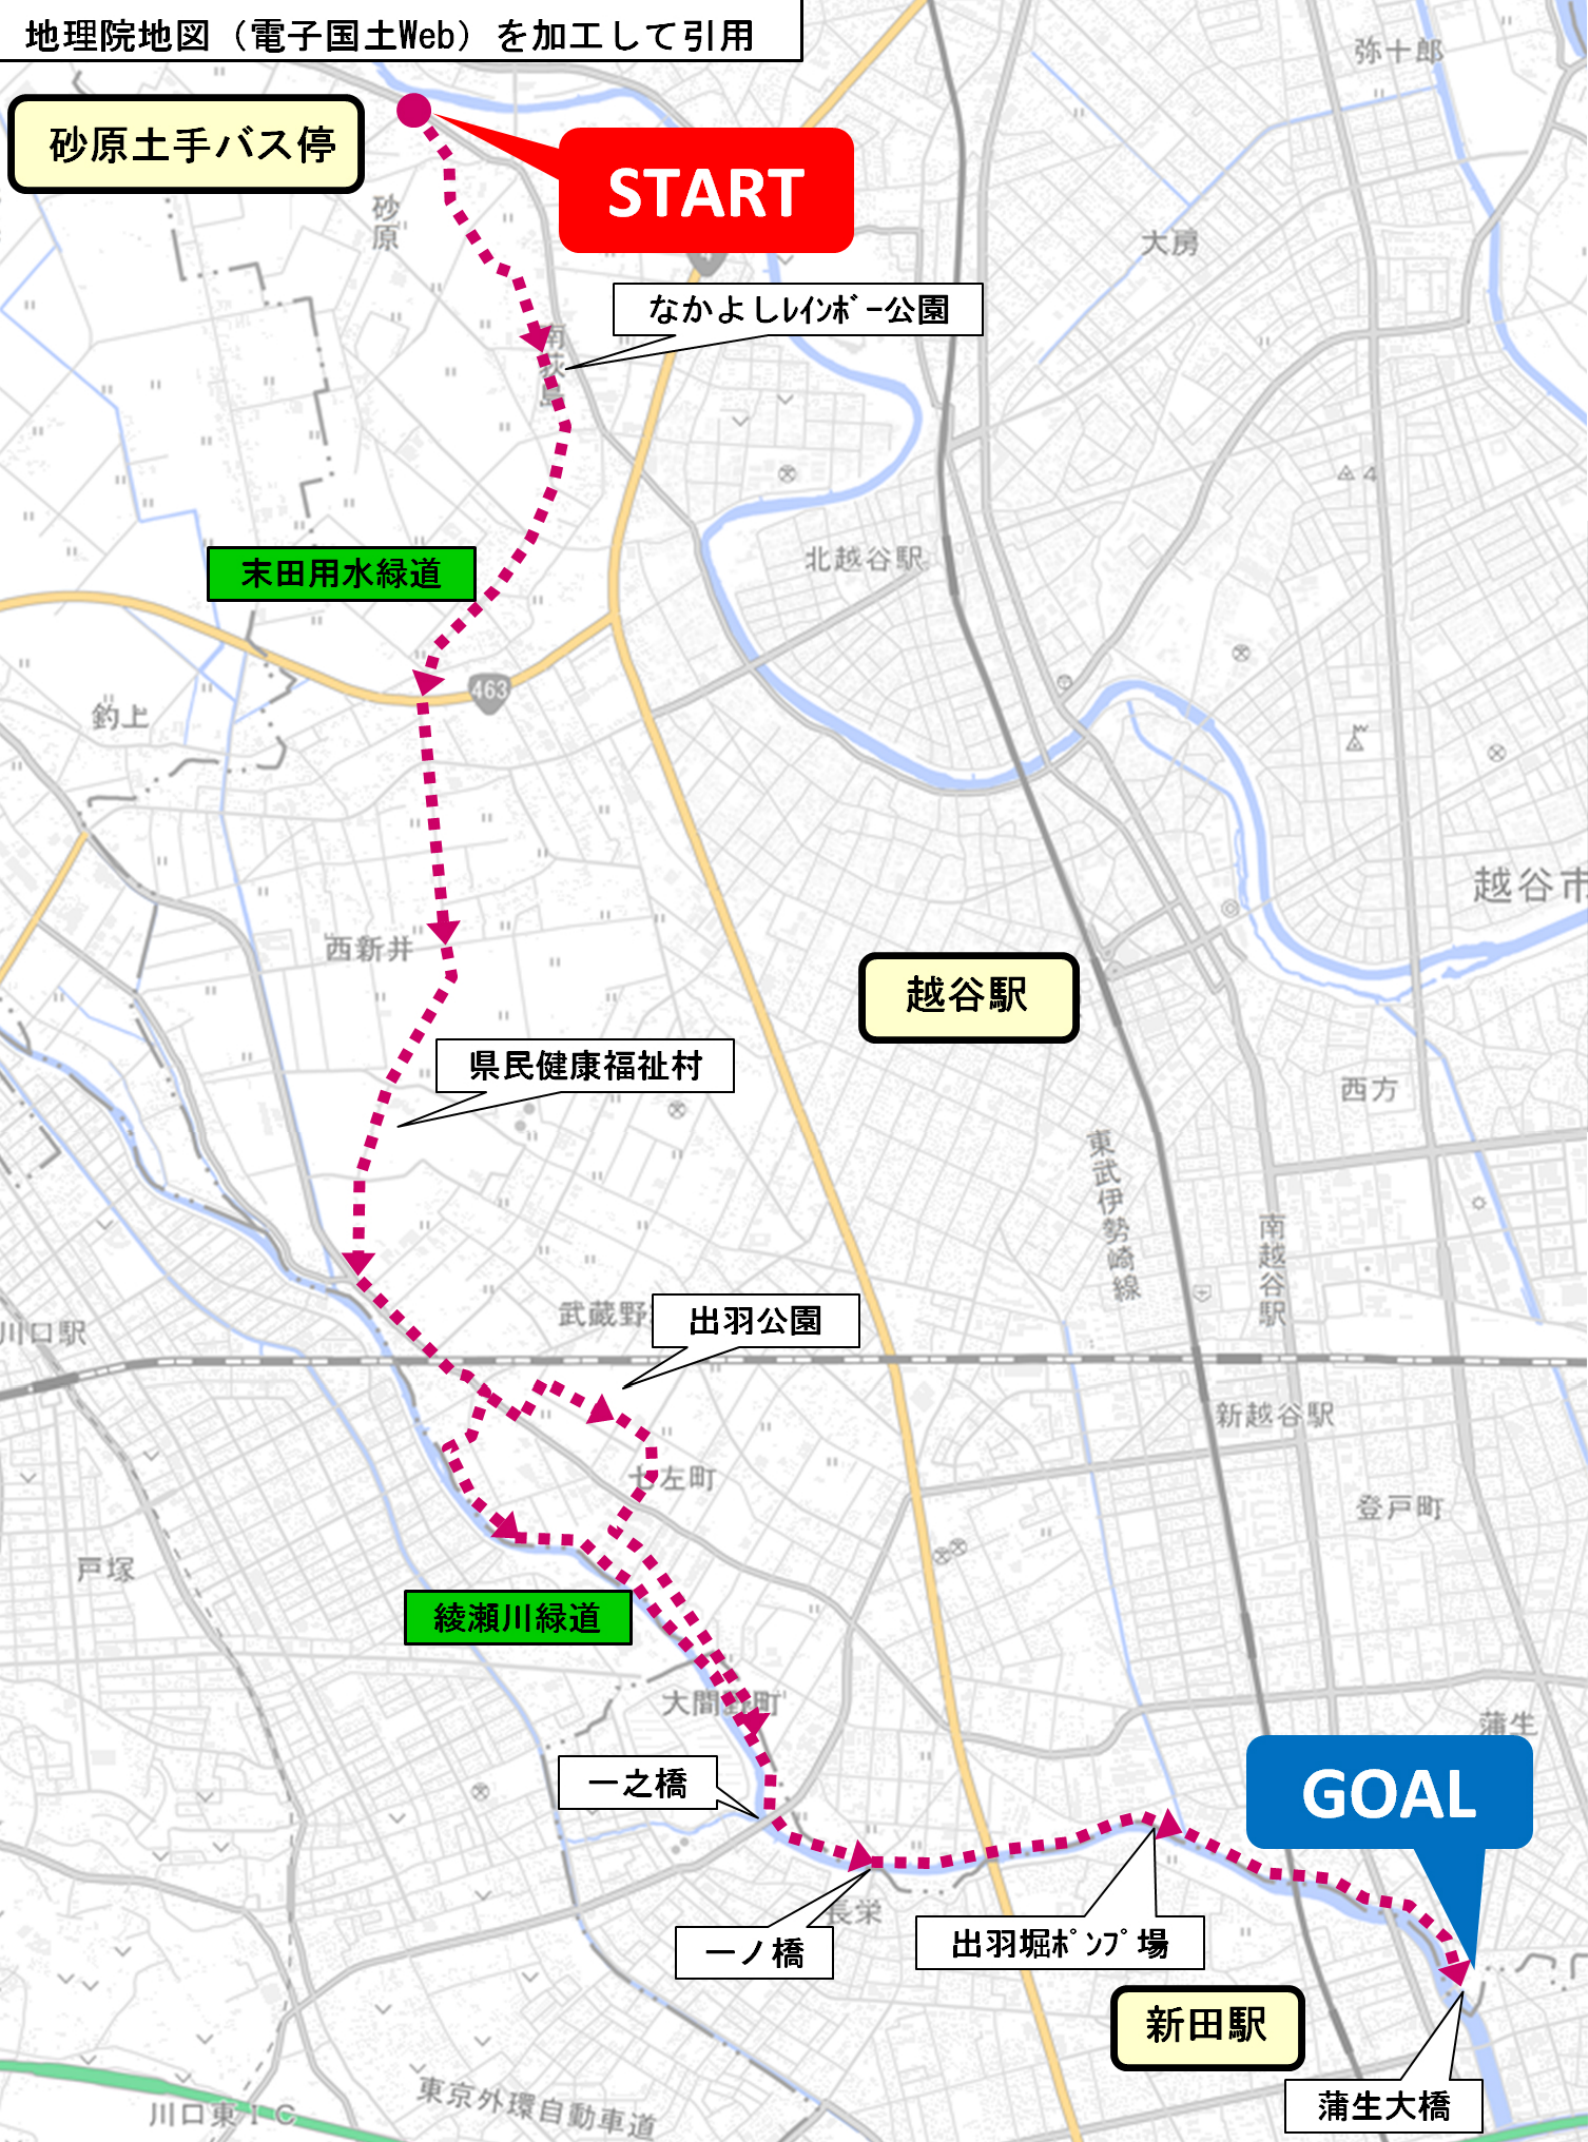 地理院地図（電子国土Web）を加工して引用
弥十郎
砂原土手バス停
START
砂原
大房
なかよしﾚｲﾝﾎﾞｰ公園
南荻島
4
北越谷駅
末田用水緑道
463
釣上
越谷市
西新井
越谷駅
県民健康福祉村
西方
東武伊勢崎線
南越谷駅
武蔵野
出羽公園
川口駅
新越谷駅
七左町
登戸町
戸塚
綾瀬川緑道
大間野町
蒲生
一之橋
GOAL
長栄
一ノ橋
出羽堀ﾎﾟﾝﾌﾟ場
新田駅
東京外環自動車道
蒲生大橋
川口東IC